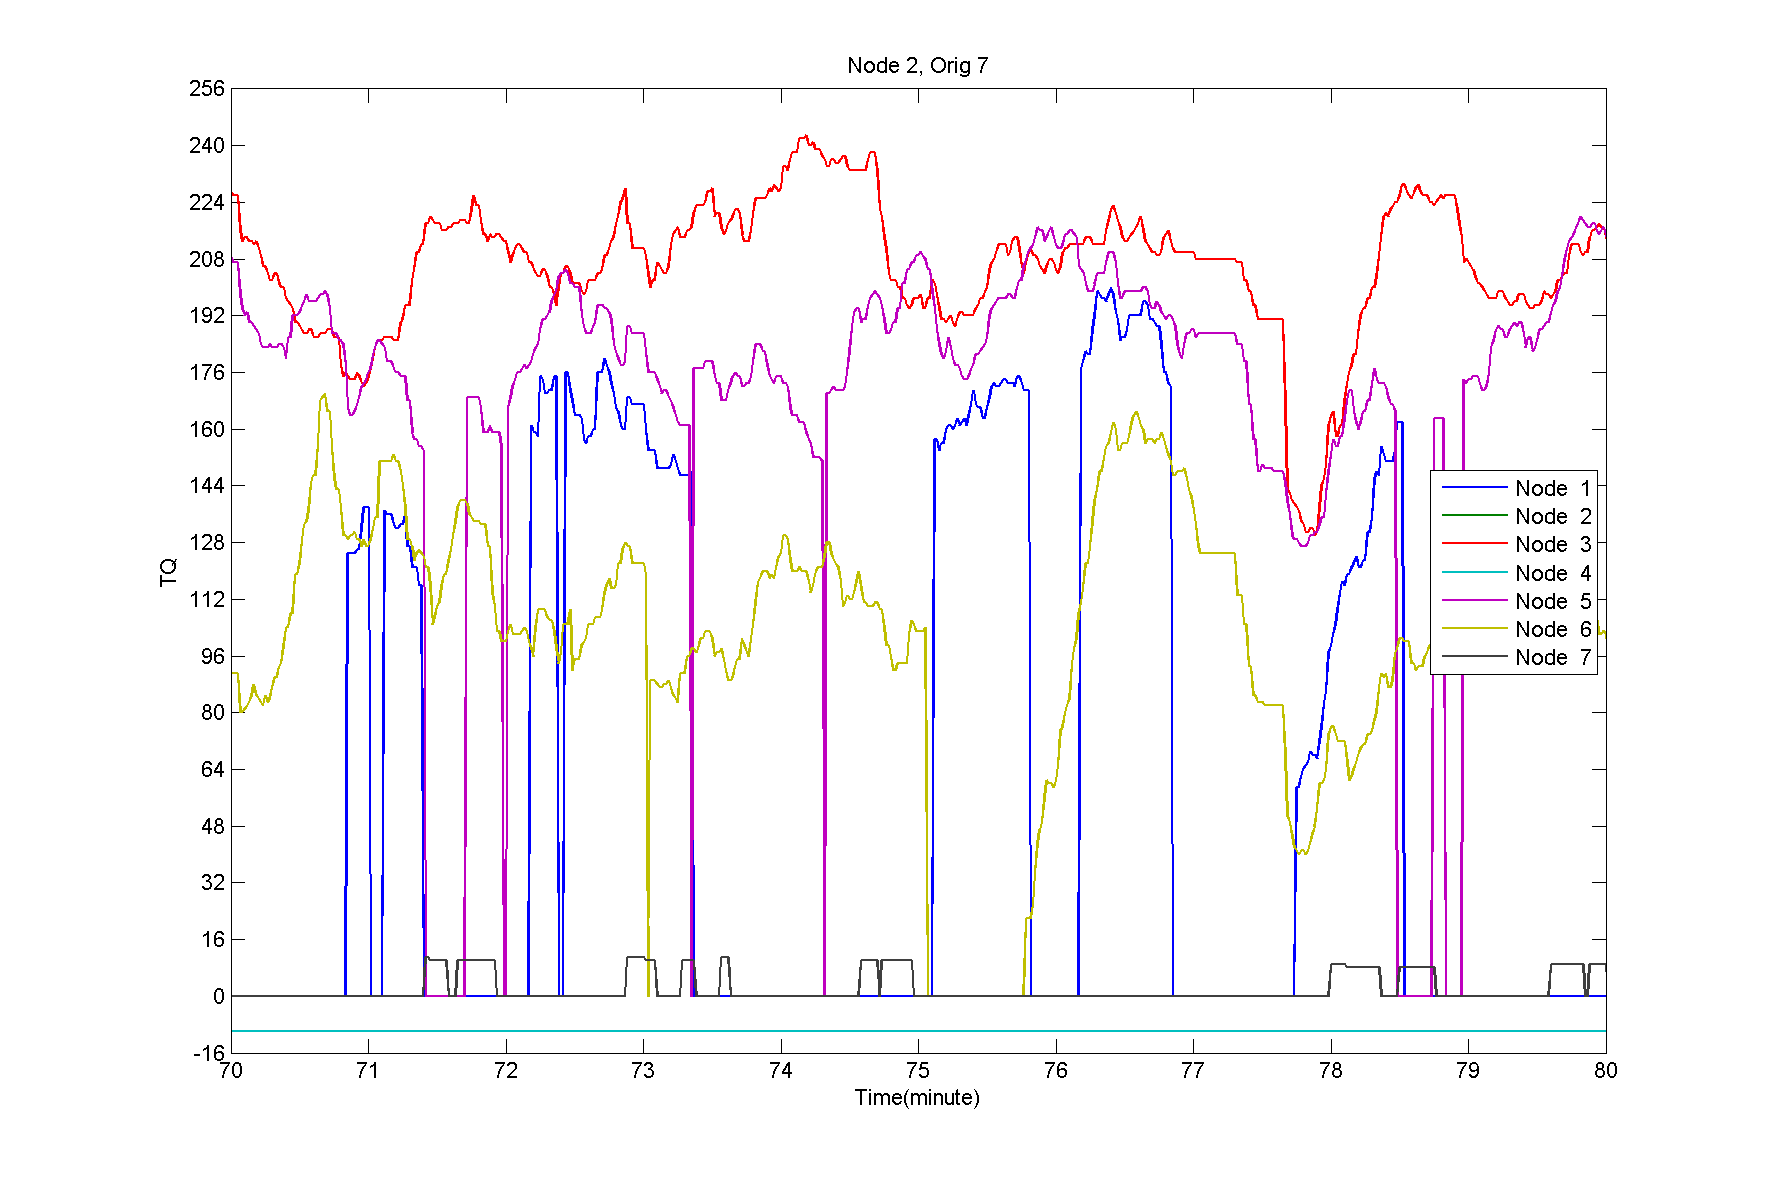 Node 2, Orig 7
256
240
224
208
192
176
160
144
128
112
96
80
64
48
32
16
0
-16
TQ
70 71 72 73 74 75 76 77 78 79 80
Time(minute)
Node 1
Node 2
Node 3
Node 4
Node 5
Node 6
Node 7